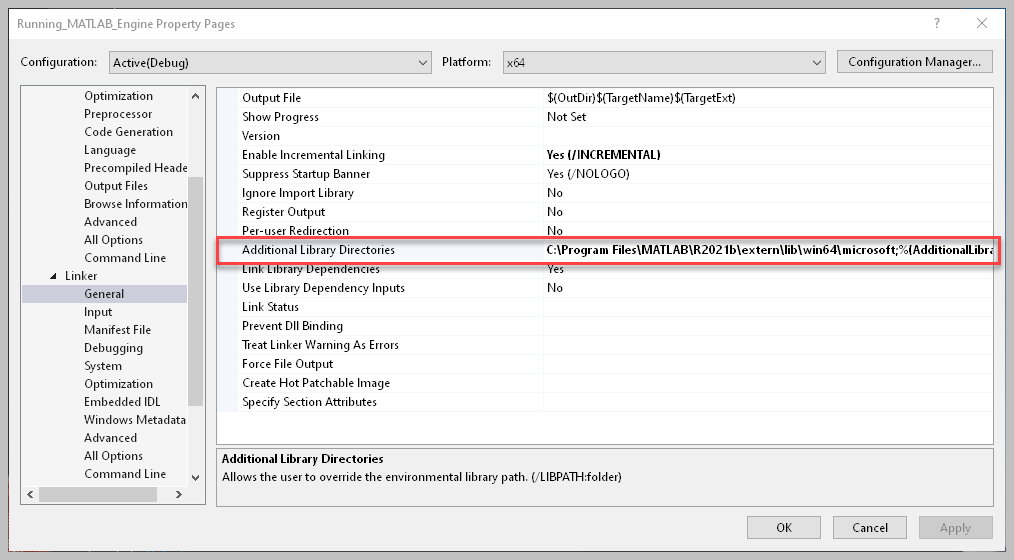 Running_MATLAB_Engine Property Pages
?
Configuration: Active(Debug) Platform: x64 Configuration Manager...
Optimization
Preprocessor
Code Generation
Language
Precompiled Heade
Output Files
Browse Information
Advanced
All Options
Command Line
Linker
General
Input
Manifest File
Debugging
System
Optimization
Embedded IDL
Windows Metadata
Advanced
All Options
Command Line
Output File $(OutDir)$(TargetName)$(TargetExt)
Show Progress Not Set
Version
Enable Incremental Linking Yes (/INCREMENTAL)
Suppress Startup Banner Yes (/NOLOGO)
Ignore Import Library No
Register Output No
Per-user Redirection No
Additional Library Directories C:\Program Files\MATLAB\R2021b\extern\lib\win64\microsoft;%(AdditionalLibra
Link Library Dependencies Yes
Use Library Dependency Inputs No
Link Status
Prevent Dll Binding
Treat Linker Warning As Errors
Force File Output
Create Hot Patchable Image
Specify Section Attributes
Additional Library Directories
Allows the user to override the environmental library path. (/LIBPATH:folder)
OK Cancel Apply